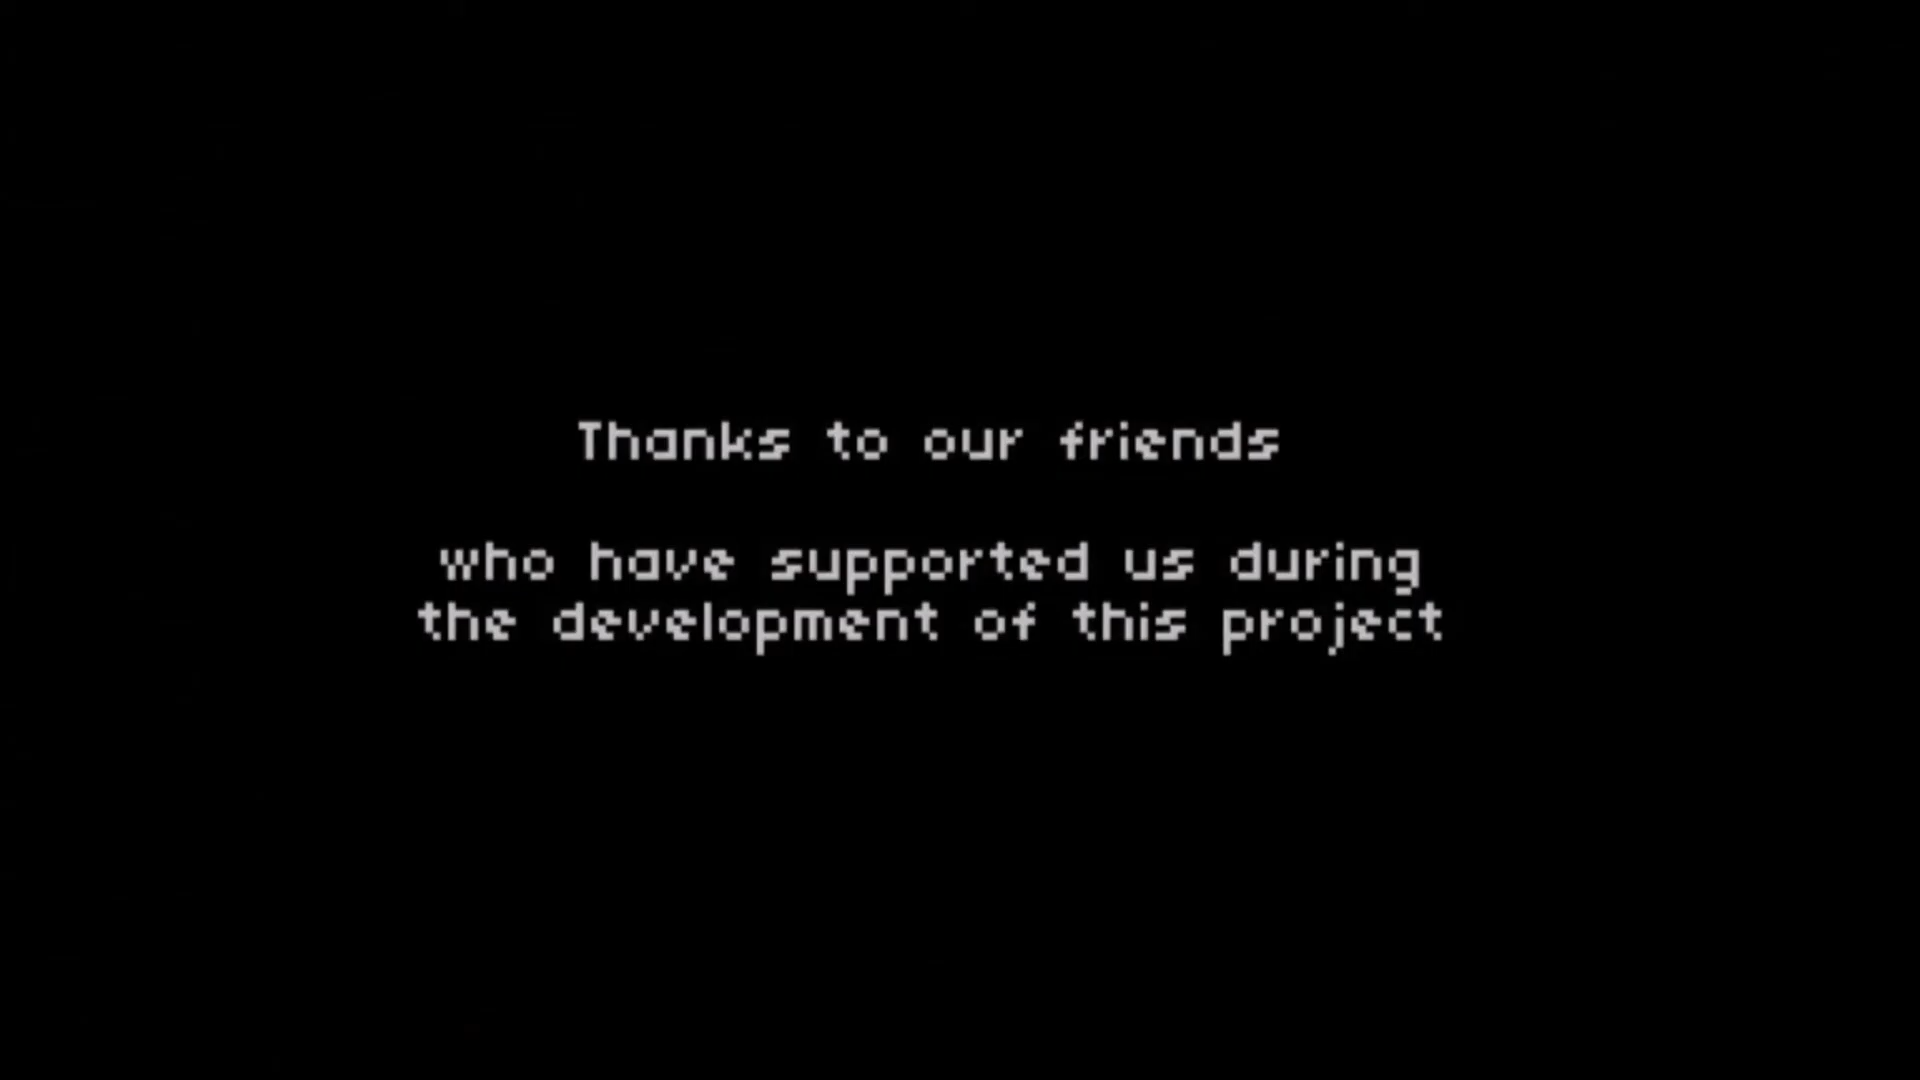 Thanks to our friends
who have supported us during
the development of this project